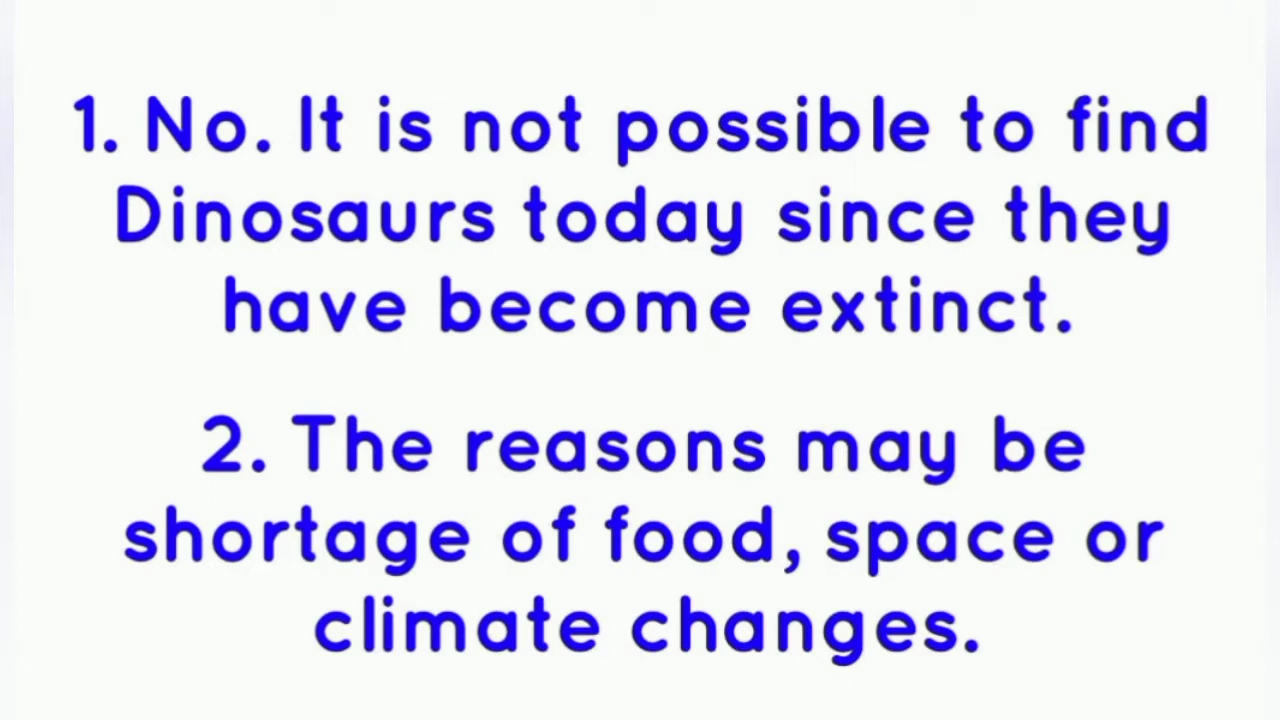 1. No. It is not possible to find
Dinosaurs today since they
have become extinct.
2. The reasons may be
shortage of food, space or
climate changes.